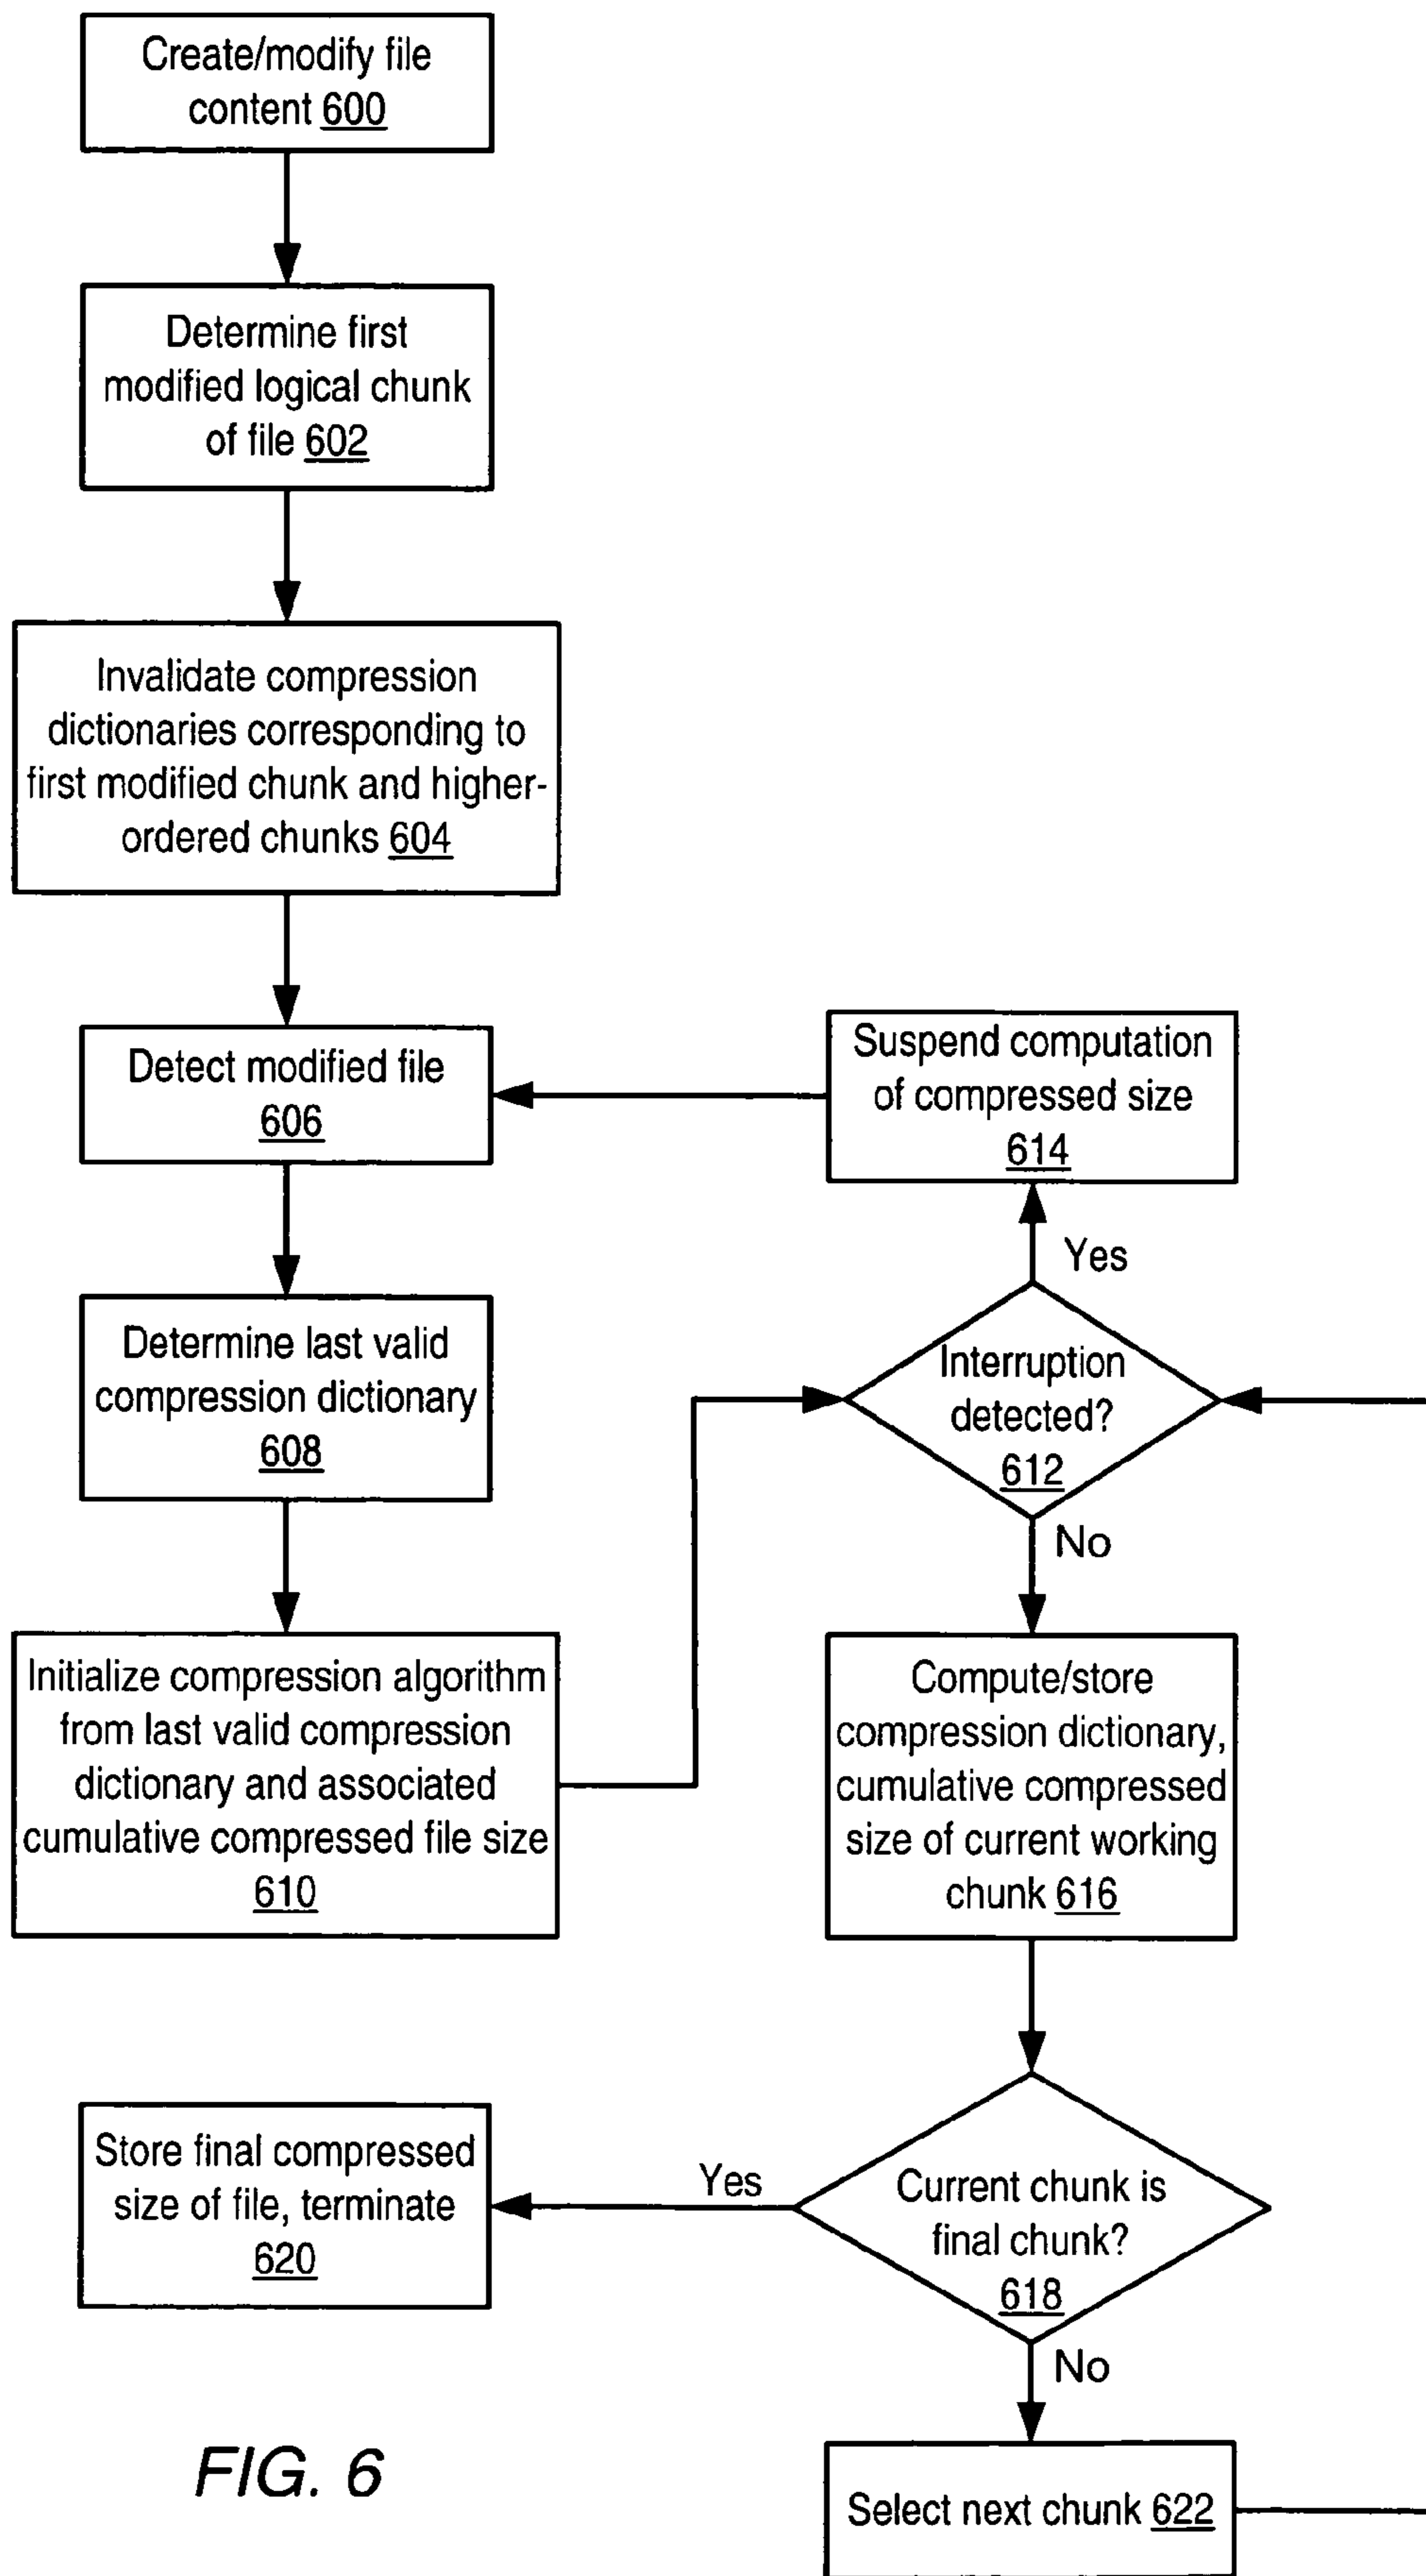 Create/modify file
content 600
Determine first
modified logical chunk
of file 602
Invalidate compression
dictionaries corresponding to
first modified chunk and higher-
ordered chunks 604
Detect modified file
606
Determine last valid
compression dictionary
608
Initialize compression algorithm
from last valid compression
dictionary and associated
cumulative compressed file size
610
Suspend computation
of compressed size
614
Yes
Interruption
detected?
612
No
Compute/store
compression dictionary,
cumulative compressed
size of current working
chunk 616
Current chunk is
final chunk?
618
Yes
Store final compressed
size of file, terminate
620
No
Select next chunk 622
FIG. 6